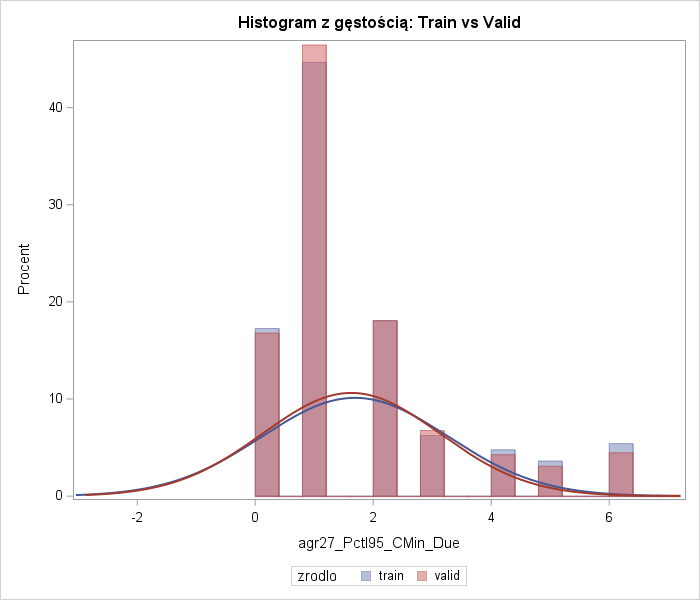 Histogram z gęstością: Train vs Valid
40
30
20
10
0
Procent
-2 0 2 4 6
agr27_Pctl95_CMin_Due
zrodlo train valid